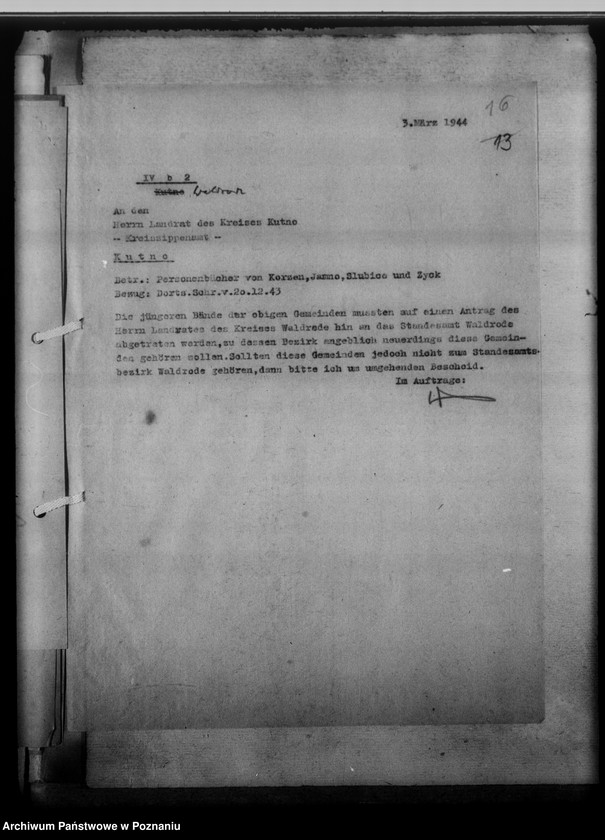 16
3.März 1944
13
IV b 2
Kutno Waldrode
An den
Herrn Landrat des Kreises Kutno
- Kreissippenamt -
K u t n o
Betr.: Personenbücher von Korzen,Jamno,Slubice und Zyck
Bezug: Dorts.Schr.v.2o.12.43
Die jüngeren Bände der obigen Gemeinden mussten auf einen Antrag des
Herrn Landrates des Kreises Waldrode hin an das Standesamt Waldrode
abgetreten werden,zu dessen Bezirk angeblich neuerdings diese Gemein-
den gehören sollen.Sollten diese Gemeinden jedoch nicht zum Standesamts-
bezirk Waldrode gehören,dann bitte ich um umgehenden Bescheid.
Im Auftrage:
Archiwum Państwowe w Poznaniu